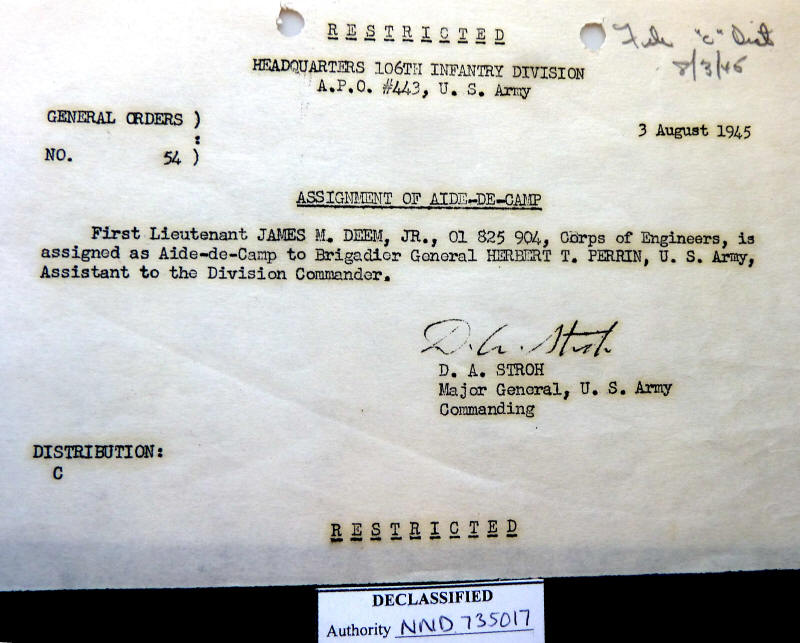 R E S T R I C T E D
File "C" Dist
8/3/45
HEADQUARTERS 106TH INFANTRY DIVISION
A.P.O. #443, U. S. Army
GENERAL ORDERS )
:
NO. 54 )
3 August 1945
ASSIGNMENT OF AIDE-DE-CAMP
First Lieutenant JAMES M. DEEM, JR., 01 825 904, Corps of Engineers, is
assigned as Aide-de-Camp to Brigadier General HERBERT T. PERRIN, U. S. Army,
Assistant to the Division Commander.
D. A. Stroh
D. A. STROH
Major General, U. S. Army
Commanding
DISTRIBUTION:
C
R E S T R I C T E D
DECLASSIFIED
Authority NND 735017